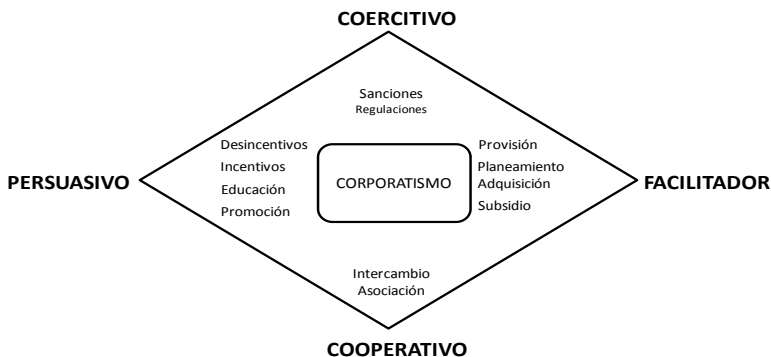 COERCITIVO
Sanciones
Regulaciones
Desincentivos
Incentivos
Educación
Promoción
CORPORATISMO
Provisión
Planeamiento
Adquisición
Subsidio
PERSUASIVO
FACILITADOR
Intercambio
Asociación
COOPERATIVO